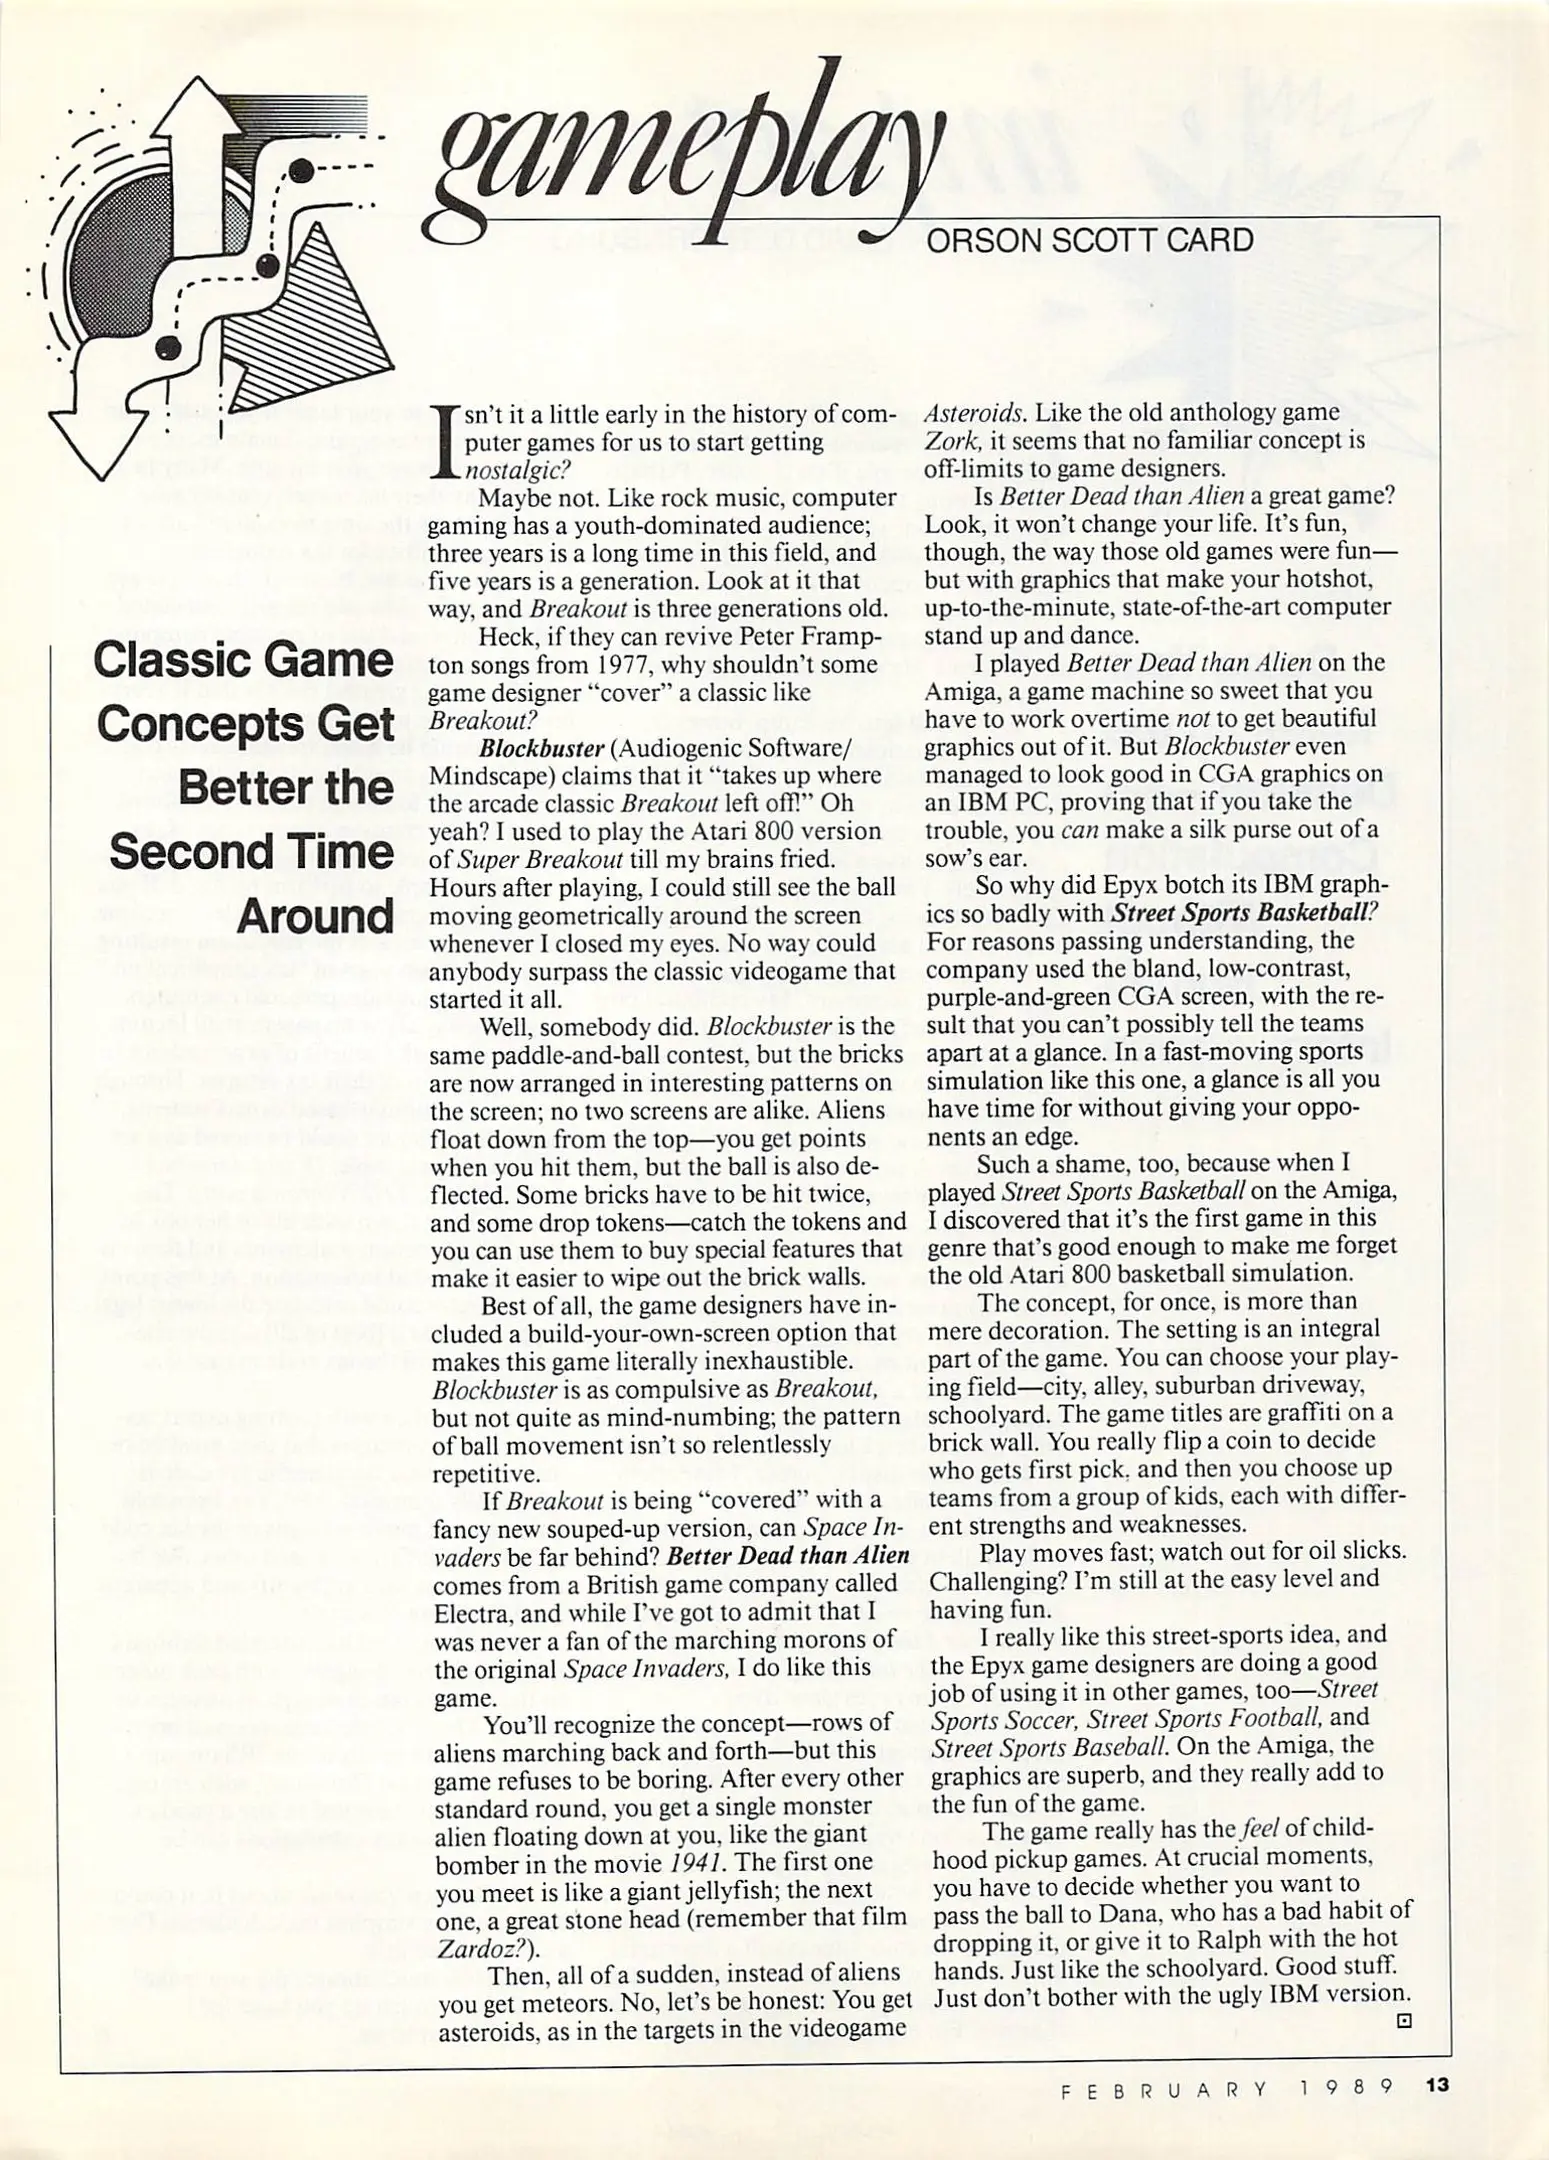 gameplay
ORSON SCOTT CARD
Classic Game
Concepts Get
Better the
Second Time
Around
Isn't it a little early in the history of com-
puter games for us to start getting
nostalgic?
Maybe not. Like rock music, computer
gaming has a youth-dominated audience;
three years is a long time in this field, and
five years is a generation. Look at it that
way, and Breakout is three generations old.
Heck, if they can revive Peter Framp-
ton songs from 1977, why shouldn't some
game designer "cover" a classic like
Breakout?
Blockbuster (Audiogenic Software/
Mindscape) claims that it "takes up where
the arcade classic Breakout left off!" Oh
yeah? I used to play the Atari 800 version
of Super Breakout till my brains fried.
Hours after playing, I could still see the ball
moving geometrically around the screen
whenever I closed my eyes. No way could
anybody surpass the classic videogame that
started it all.
Well, somebody did. Blockbuster is the
same paddle-and-ball contest, but the bricks
are now arranged in interesting patterns on
the screen; no two screens are alike. Aliens
float down from the top—you get points
when you hit them, but the ball is also de-
flected. Some bricks have to be hit twice,
and some drop tokens—catch the tokens and
you can use them to buy special features that
make it easier to wipe out the brick walls.
Best of all, the game designers have in-
cluded a build-your-own-screen option that
makes this game literally inexhaustible.
Blockbuster is as compulsive as Breakout,
but not quite as mind-numbing; the pattern
of ball movement isn't so relentlessly
repetitive.
If Breakout is being "covered" with a
fancy new souped-up version, can Space In-
vaders be far behind? Better Dead than Alien
comes from a British game company called
Electra, and while I've got to admit that I
was never a fan of the marching morons of
the original Space Invaders, I do like this
game.
You'll recognize the concept—rows of
aliens marching back and forth—but this
game refuses to be boring. After every other
standard round, you get a single monster
alien floating down at you, like the giant
bomber in the movie 1941. The first one
you meet is like a giant jellyfish; the next
one, a great stone head (remember that film
Zardoz?).
Then, all of a sudden, instead of aliens
you get meteors. No, let's be honest: You get
asteroids, as in the targets in the videogame
Asteroids. Like the old anthology game
Zork, it seems that no familiar concept is
off-limits to game designers.
Is Better Dead than Alien a great game?
Look, it won't change your life. It's fun,
though, the way those old games were fun—
but with graphics that make your hotshot,
up-to-the-minute, state-of-the-art computer
stand up and dance.
I played Better Dead than Alien on the
Amiga, a game machine so sweet that you
have to work overtime not to get beautiful
graphics out of it. But Blockbuster even
managed to look good in CGA graphics on
an IBM PC, proving that if you take the
trouble, you can make a silk purse out of a
sow's ear.
So why did Epyx botch its IBM graph-
ics so badly with Street Sports Basketball?
For reasons passing understanding, the
company used the bland, low-contrast,
purple-and-green CGA screen, with the re-
sult that you can't possibly tell the teams
apart at a glance. In a fast-moving sports
simulation like this one, a glance is all you
have time for without giving your oppo-
nents an edge.
Such a shame, too, because when I
played Street Sports Basketball on the Amiga,
I discovered that it's the first game in this
genre that's good enough to make me forget
the old Atari 800 basketball simulation.
The concept, for once, is more than
mere decoration. The setting is an integral
part of the game. You can choose your play-
ing field—city, alley, suburban driveway,
schoolyard. The game titles are graffiti on a
brick wall. You really flip a coin to decide
who gets first pick, and then you choose up
teams from a group of kids, each with differ-
ent strengths and weaknesses.
Play moves fast; watch out for oil slicks.
Challenging? I'm still at the easy level and
having fun.
I really like this street-sports idea, and
the Epyx game designers are doing a good
job of using it in other games, too—Street
Sports Soccer, Street Sports Football, and
Street Sports Baseball. On the Amiga, the
graphics are superb, and they really add to
the fun of the game.
The game really has the feel of child-
hood pickup games. At crucial moments,
you have to decide whether you want to
pass the ball to Dana, who has a bad habit of
dropping it, or give it to Ralph with the hot
hands. Just like the schoolyard. Good stuff.
Just don't bother with the ugly IBM version.
FEBRUARY 1989 13